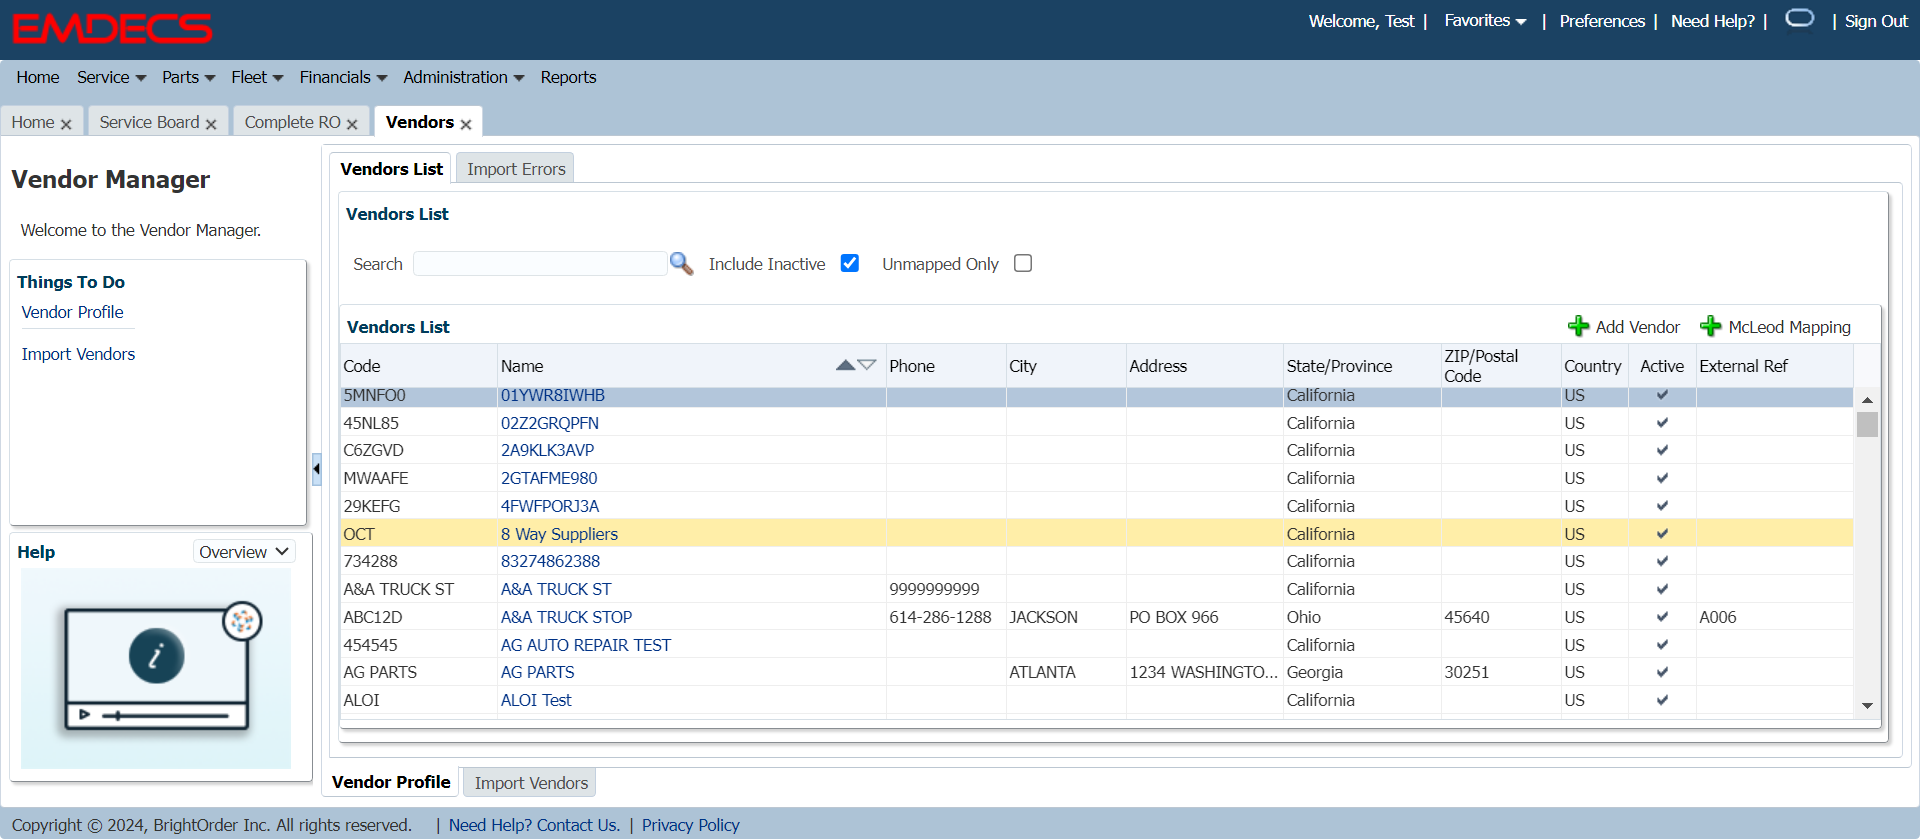 EMDECS
Welcome, Test | Favorites | Preferences | Need Help? | | Sign Out
Home Service Parts Fleet Financials Administration Reports
Home Service Board Complete RO Vendors
Vendor Manager
Welcome to the Vendor Manager.
Things To Do
Vendor Profile
Import Vendors
Help Overview
i
Vendors List Import Errors
Vendors List
Search Include Inactive Unmapped Only
Vendors List Add Vendor McLeod Mapping
Code Name Phone City Address State/Province ZIP/Postal Code Country Active External Ref
5MNFO0 01YWR8IWHB California US
45NL85 02Z2GRQPFN California US
C6ZGVD 2A9KLK3AVP California US
MWAAFE 2GTAFME980 California US
29KEFG 4FWFPORJ3A California US
OCT 8 Way Suppliers California US
734288 83274862388 California US
A&A TRUCK ST A&A TRUCK ST 9999999999 California US
ABC12D A&A TRUCK STOP 614-286-1288 JACKSON PO BOX 966 Ohio 45640 US A006
454545 AG AUTO REPAIR TEST California US
AG PARTS AG PARTS ATLANTA 1234 WASHINGTO... Georgia 30251 US
ALOI ALOI Test California US
Vendor Profile Import Vendors
Copyright © 2024, BrightOrder Inc. All rights reserved. | Need Help? Contact Us. | Privacy Policy